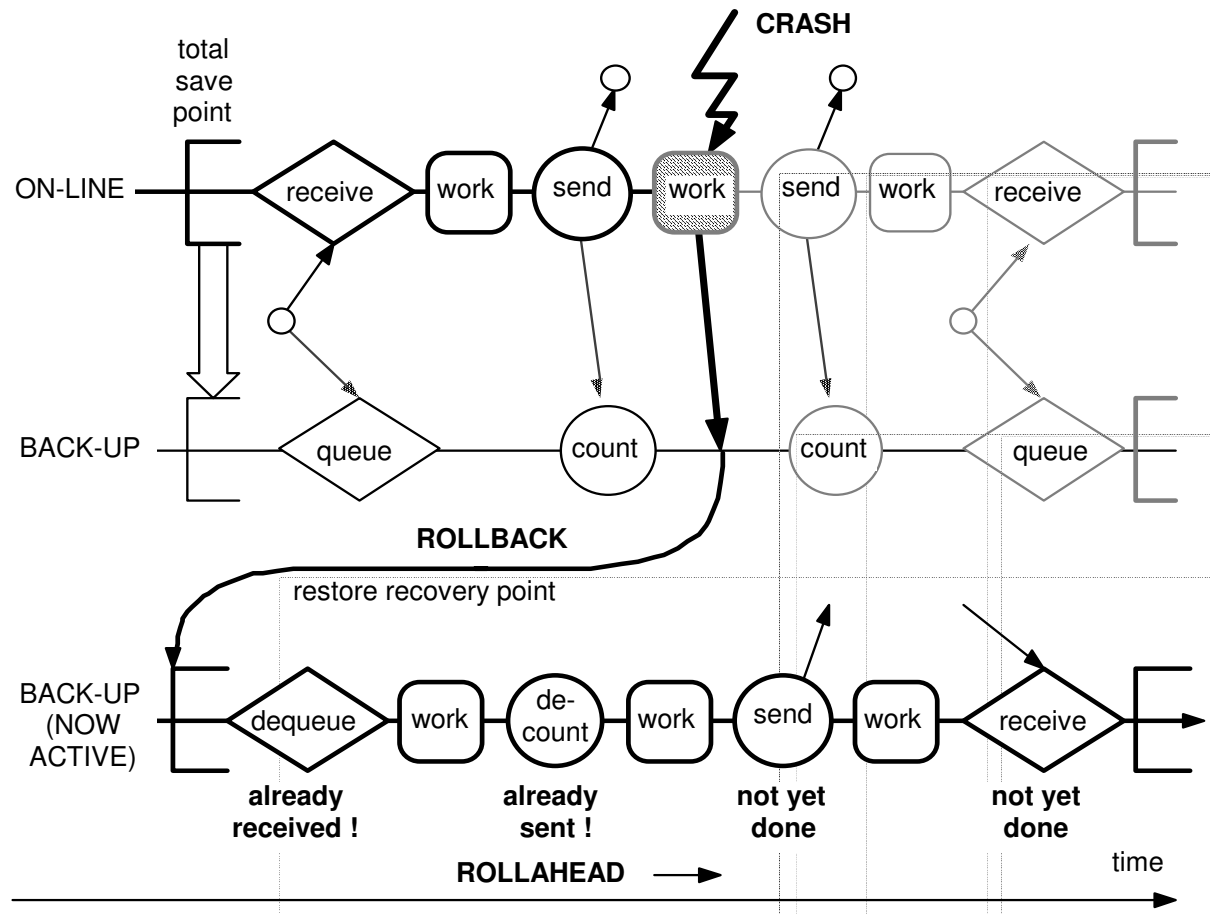 CRASH
total
save
point
ON-LINE
receive
work
send
work
send
work
receive
BACK-UP
queue
count
count
queue
ROLLBACK
restore recovery point
BACK-UP
(NOW
ACTIVE)
dequeue
work
de-
count
work
send
work
receive
already
received !
already
sent !
not yet
done
not yet
done
ROLLAHEAD
time